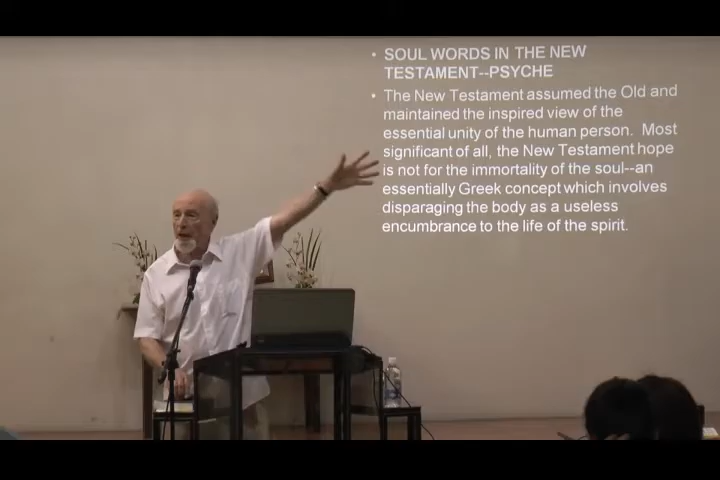 • SOUL WORDS IN THE NEW
TESTAMENT--PSYCHE
• The New Testament assumed the Old and
maintained the inspired view of the
essential unity of the human person. Most
significant of all, the New Testament hope
is not for the immortality of the soul--an
essentially Greek concept which involves
disparaging the body as a useless
encumbrance to the life of the spirit.